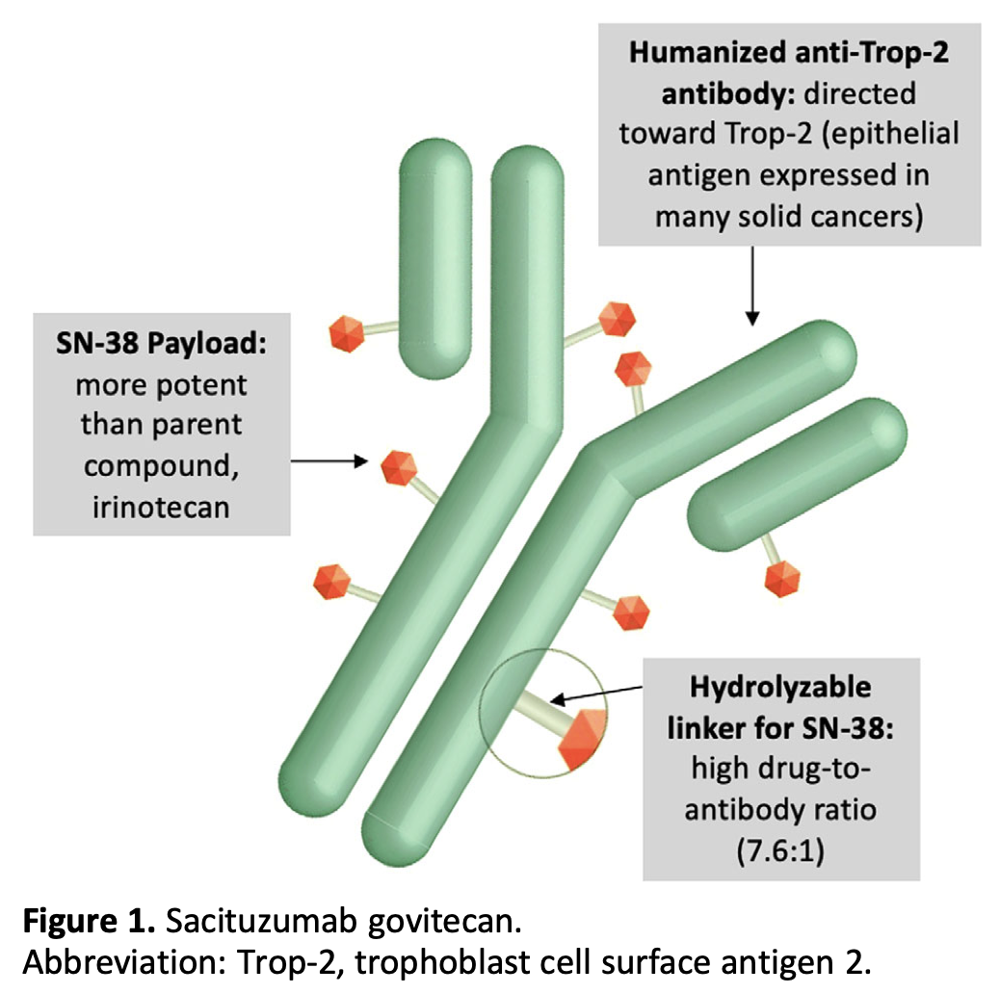 Humanized anti-Trop-2
antibody: directed
toward Trop-2 (epithelial
antigen expressed in
many solid cancers)
SN-38 Payload:
more potent
than parent
compound,
irinotecan
Hydrolyzable
linker for SN-38:
high drug-to-
antibody ratio
(7.6:1)
Figure 1. Sacituzumab govitecan.
Abbreviation: Trop-2, trophoblast cell surface antigen 2.